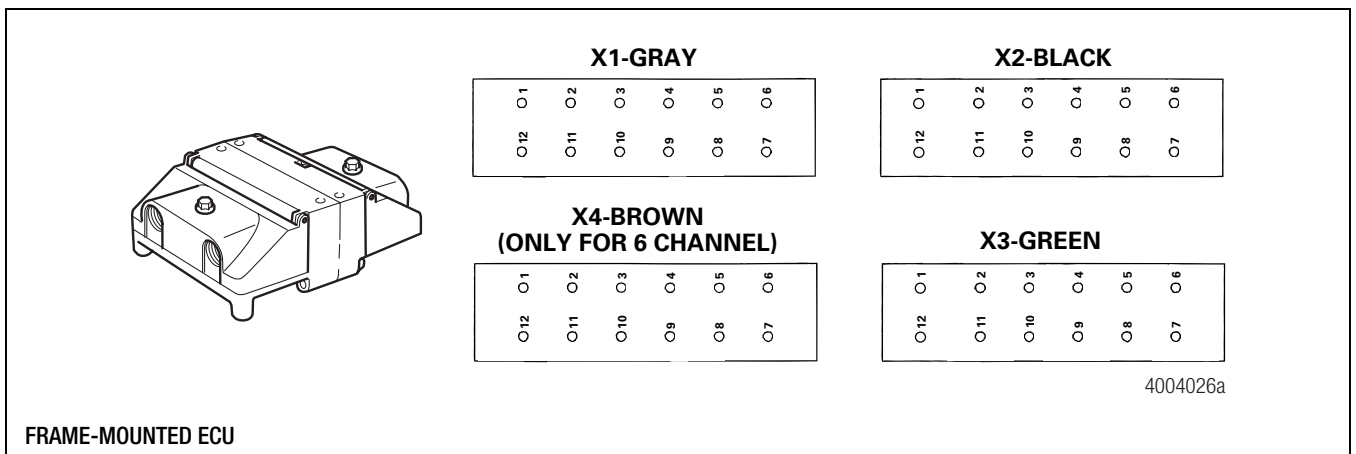 X1-GRAY
1 2 3 4 5 6
12 11 10 9 8 7
X2-BLACK
1 2 3 4 5 6
12 11 10 9 8 7
X4-BROWN
(ONLY FOR 6 CHANNEL)
1 2 3 4 5 6
12 11 10 9 8 7
X3-GREEN
1 2 3 4 5 6
12 11 10 9 8 7
4004026a
FRAME-MOUNTED ECU